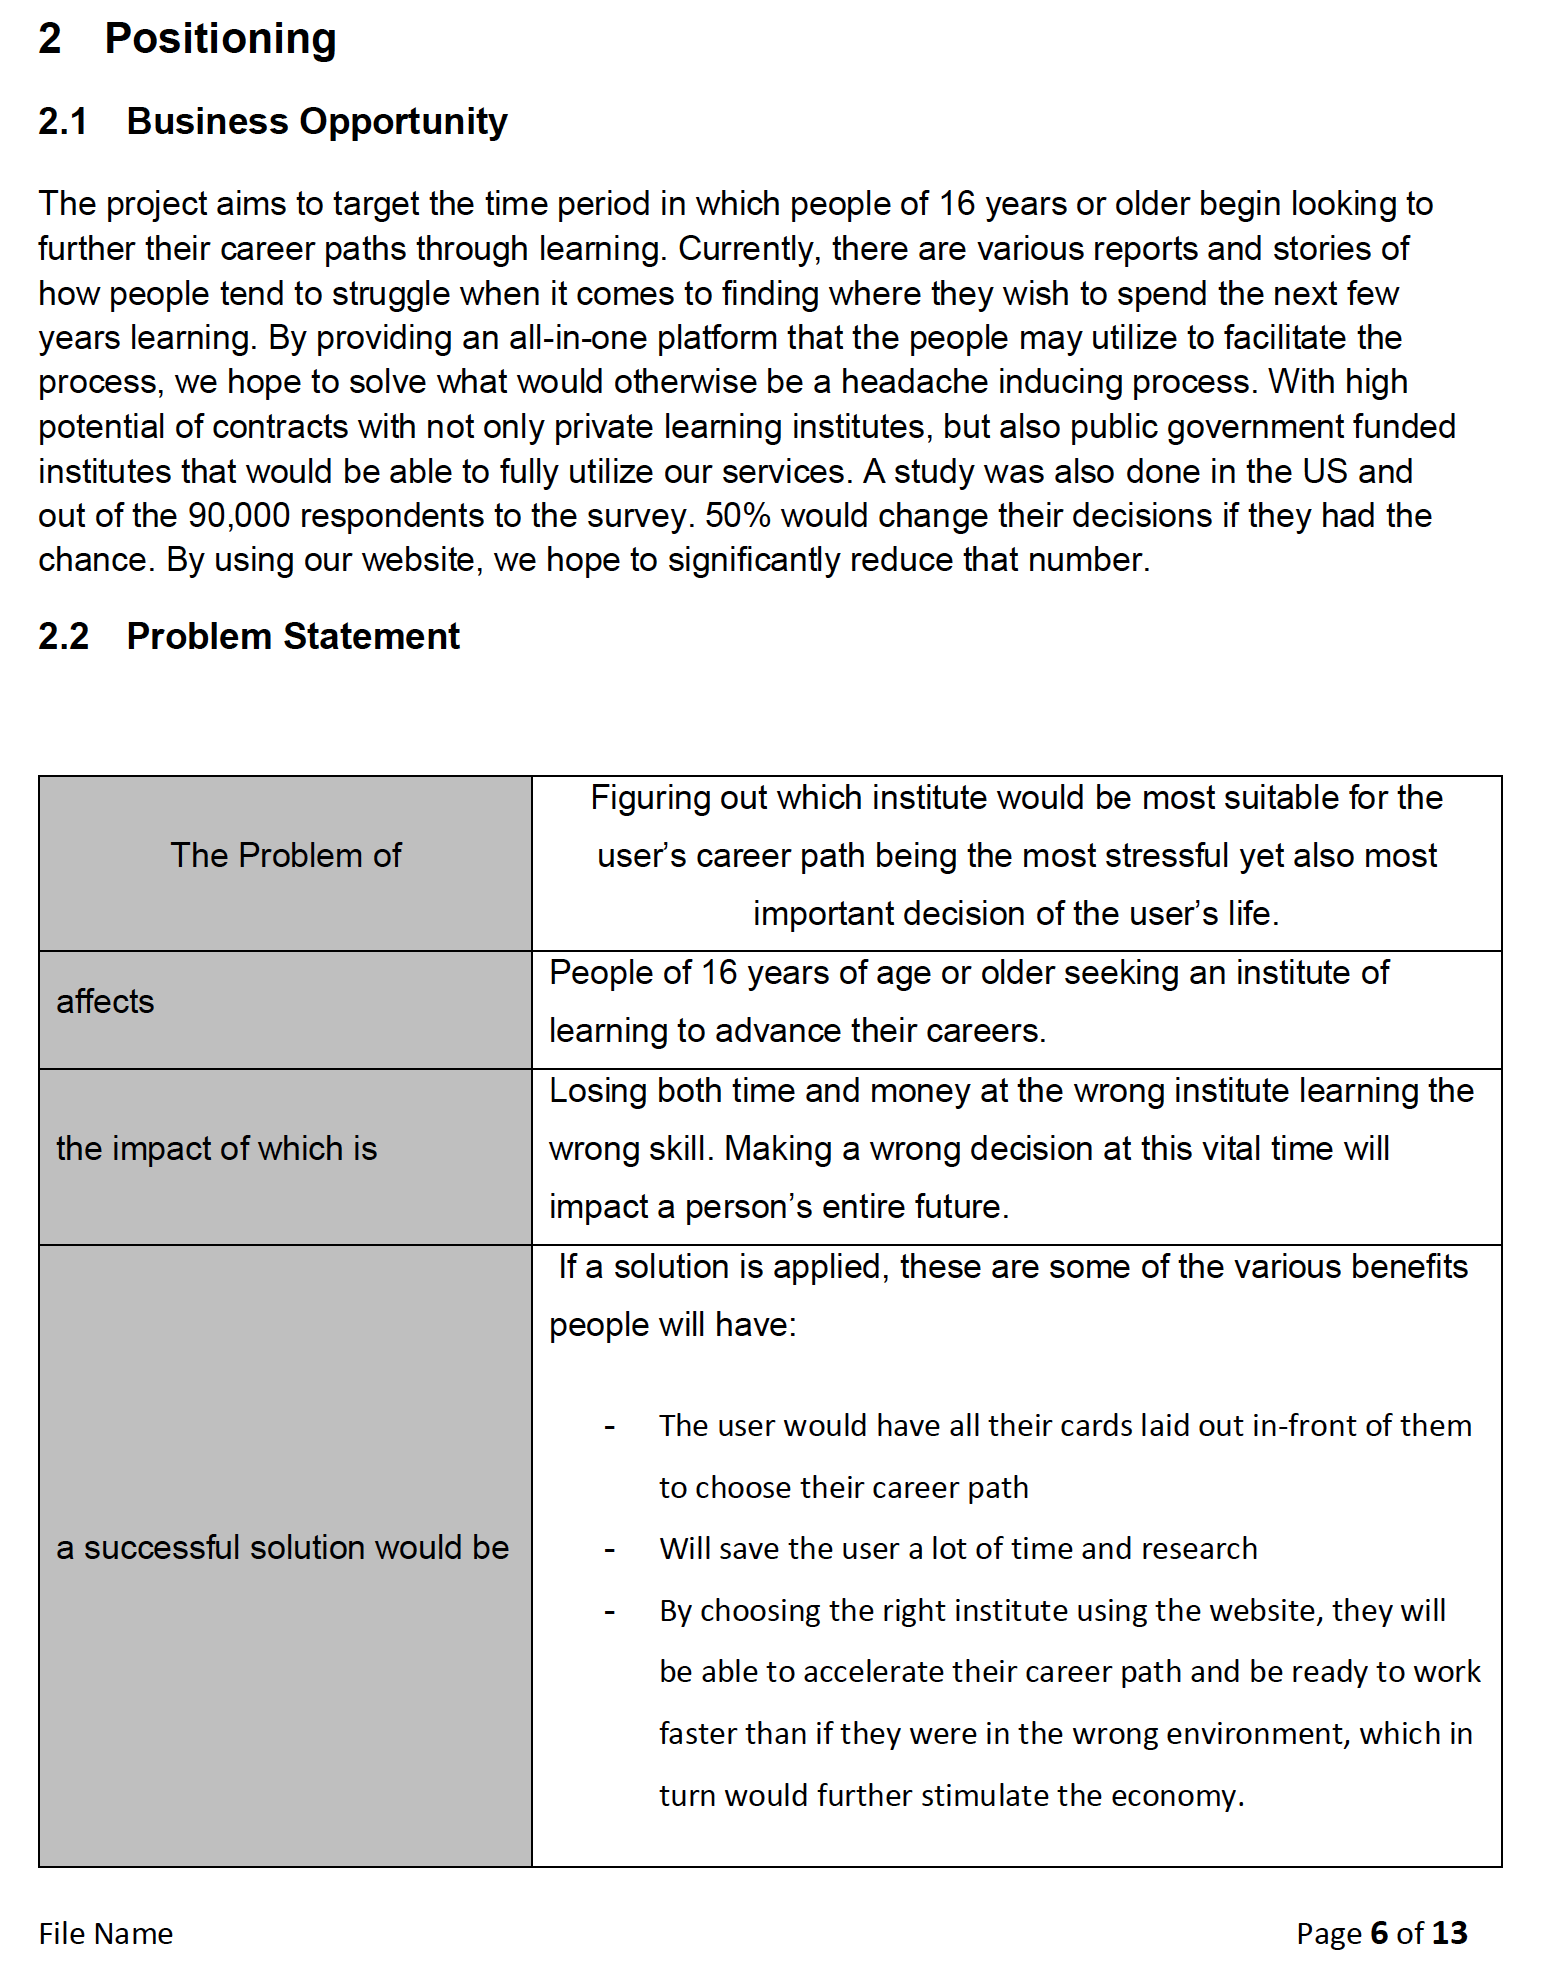 2 Positioning
2.1 Business Opportunity
The project aims to target the time period in which people of 16 years or older begin looking to
further their career paths through learning. Currently, there are various reports and stories of
how people tend to struggle when it comes to finding where they wish to spend the next few
years learning. By providing an all-in-one platform that the people may utilize to facilitate the
process, we hope to solve what would otherwise be a headache inducing process. With high
potential of contracts with not only private learning institutes, but also public government funded
institutes that would be able to fully utilize our services. A study was also done in the US and
out of the 90,000 respondents to the survey. 50% would change their decisions if they had the
chance. By using our website, we hope to significantly reduce that number.
2.2 Problem Statement
The Problem of
Figuring out which institute would be most suitable for the
user’s career path being the most stressful yet also most
important decision of the user’s life.
affects
People of 16 years of age or older seeking an institute of
learning to advance their careers.
the impact of which is
Losing both time and money at the wrong institute learning the
wrong skill. Making a wrong decision at this vital time will
impact a person’s entire future.
a successful solution would be
If a solution is applied, these are some of the various benefits
people will have:
- The user would have all their cards laid out in-front of them
to choose their career path
- Will save the user a lot of time and research
- By choosing the right institute using the website, they will
be able to accelerate their career path and be ready to work
faster than if they were in the wrong environment, which in
turn would further stimulate the economy.
File Name
Page 6 of 13